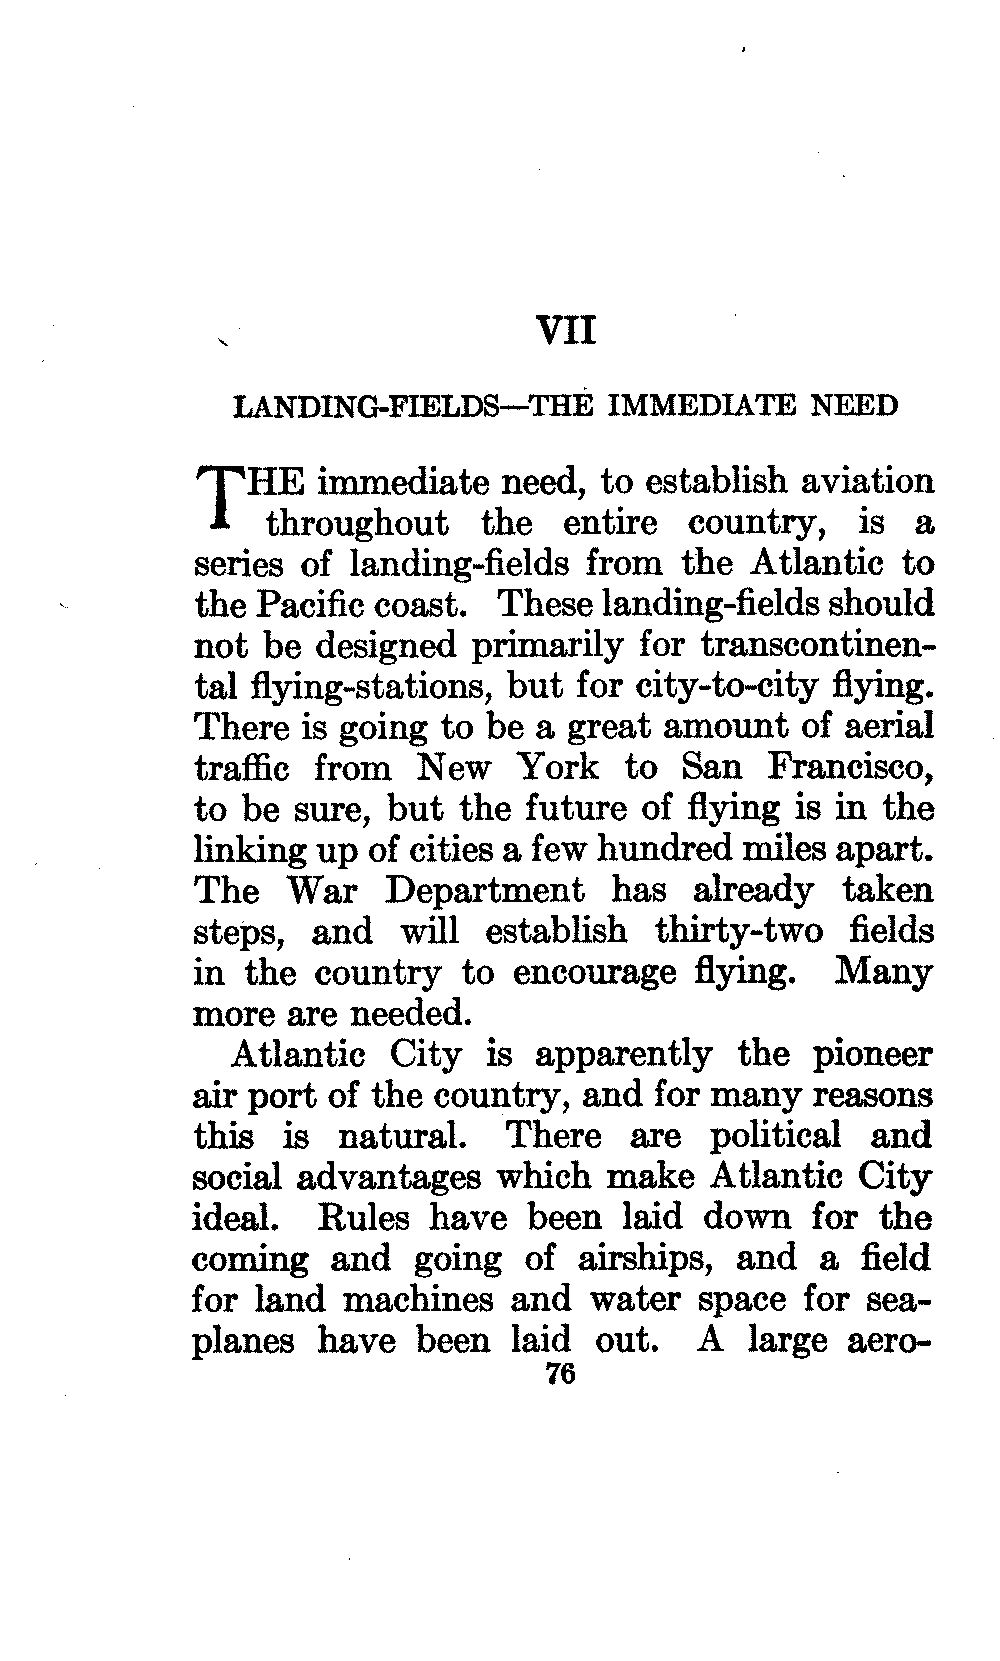 VII
LANDING-FIELDS—THE IMMEDIATE NEED
THE immediate need, to establish aviation
throughout the entire country, is a
series of landing-fields from the Atlantic to
the Pacific coast. These landing-fields should
not be designed primarily for transcontinen-
tal flying-stations, but for city-to-city flying.
There is going to be a great amount of aerial
traffic from New York to San Francisco,
to be sure, but the future of flying is in the
linking up of cities a few hundred miles apart.
The War Department has already taken
steps, and will establish thirty-two fields
in the country to encourage flying. Many
more are needed.
Atlantic City is apparently the pioneer
air port of the country, and for many reasons
this is natural. There are political and
social advantages which make Atlantic City
ideal. Rules have been laid down for the
coming and going of airships, and a field
for land machines and water space for sea-
planes have been laid out. A large aero-
76